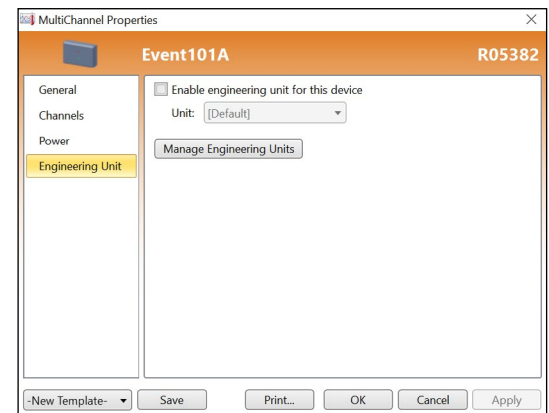 MultiChannel Properties
Event101A R05382
General
Channels
Power
Engineering Unit
Enable engineering unit for this device
Unit: [Default]
Manage Engineering Units
-New Template- Save Print... OK Cancel Apply